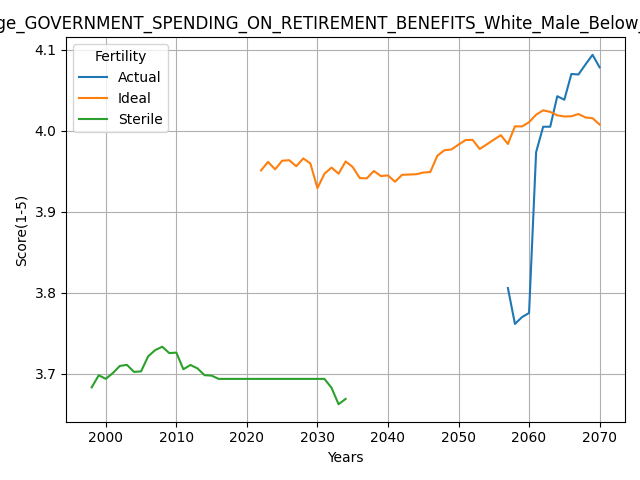 ge_GOVERNMENT_SPENDING_ON_RETIREMENT_BENEFITS_White_Male_Below_
Fertility
Actual
Ideal
Sterile
4.1
4.0
3.9
3.8
3.7
Score(1-5)
2000 2010 2020 2030 2040 2050 2060 2070
Years